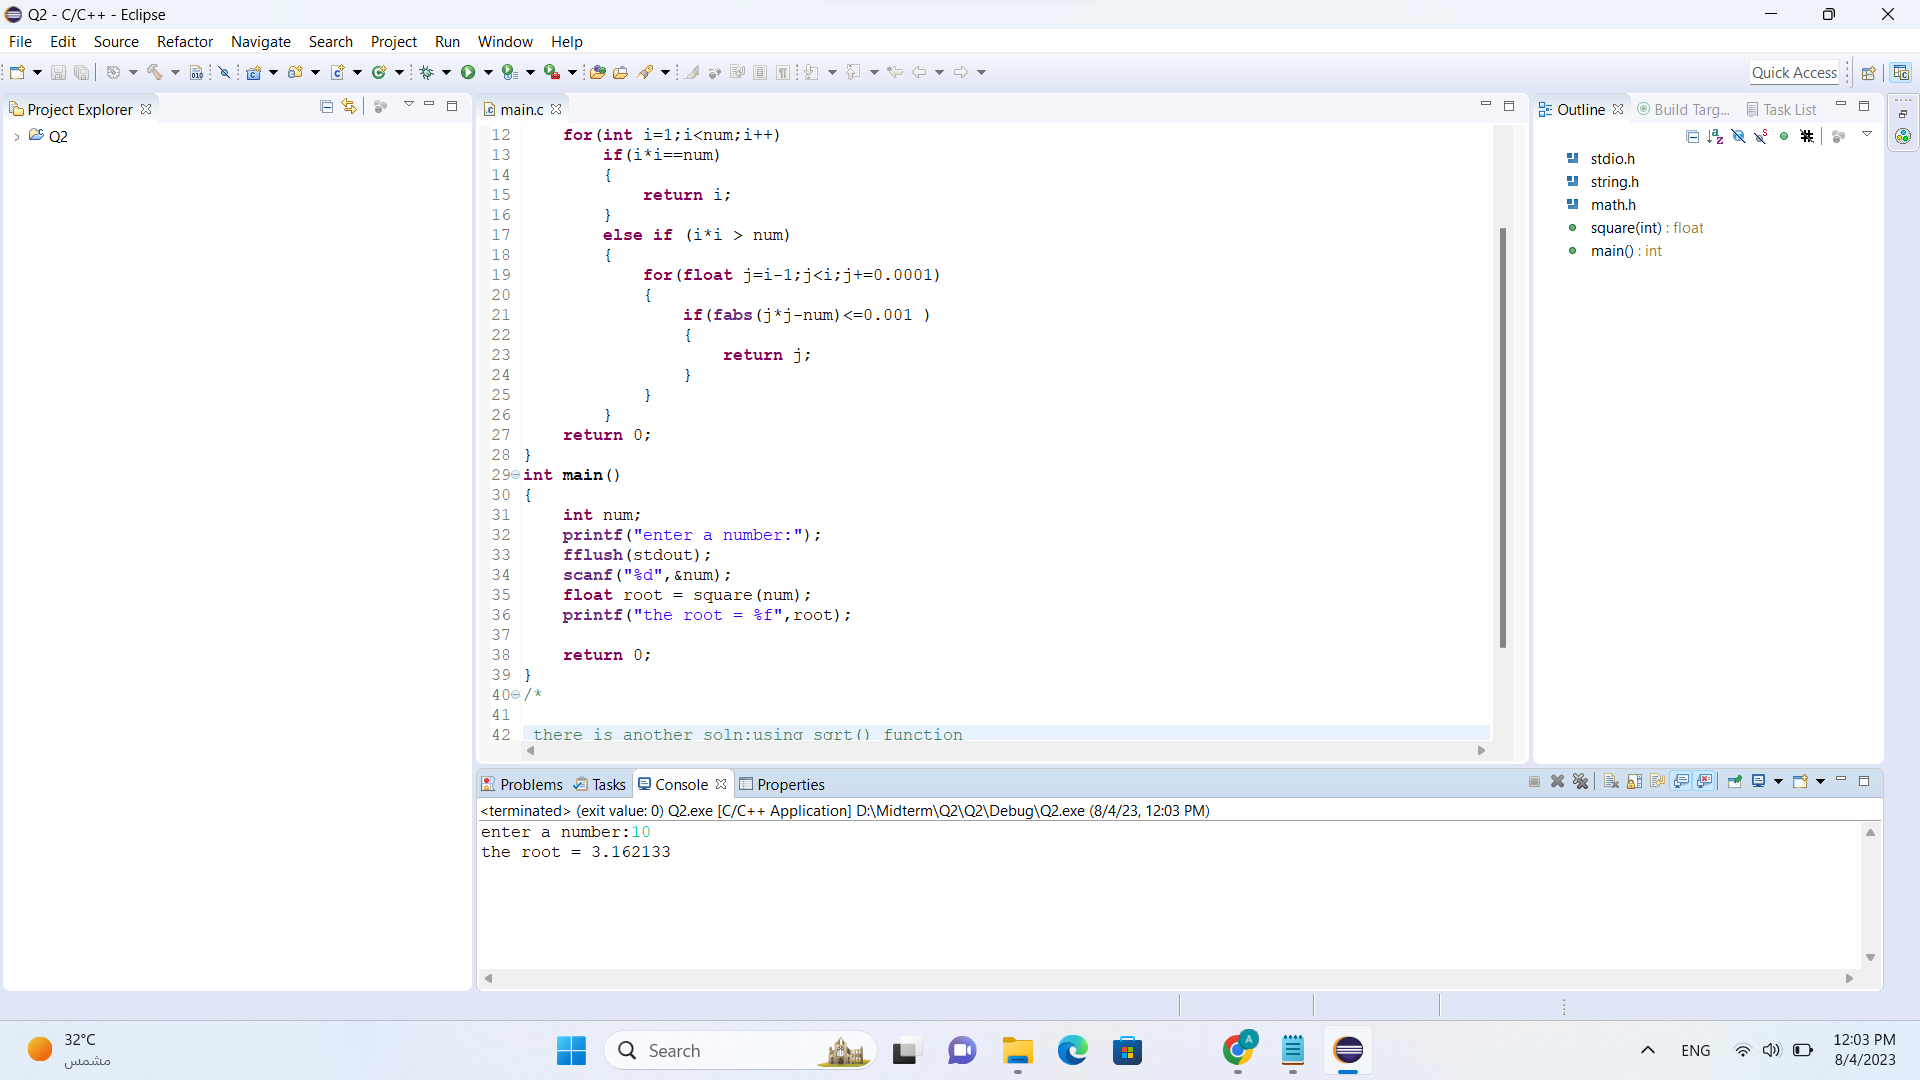 Q2 - C/C++ - Eclipse
File Edit Source Refactor Navigate Search Project Run Window Help
Quick Access
Project Explorer
Q2
main.c
12     for(int i=1;i<num;i++)
13         if(i*i==num)
14         {
15             return i;
16         }
17         else if (i*i > num)
18         {
19             for(float j=i-1;j<i;j+=0.0001)
20             {
21                 if(fabs(j*j-num)<=0.001 )
22                 {
23                     return j;
24                 }
25             }
26         }
27     return 0;
28 }
29 int main()
30 {
31     int num;
32     printf("enter a number:");
33     fflush(stdout);
34     scanf("%d",&num);
35     float root = square(num);
36     printf("the root = %f",root);
37
38     return 0;
39 }
40 /*
41
42  there is another soln:using sqrt() function
Outline Build Targ... Task List
stdio.h
string.h
math.h
square(int) : float
main() : int
Problems Tasks Console Properties
<terminated> (exit value: 0) Q2.exe [C/C++ Application] D:\Midterm\Q2\Q2\Debug\Q2.exe (8/4/23, 12:03 PM)
enter a number:10
the root = 3.162133
32°C
مشمس
Search
ENG
12:03 PM
8/4/2023